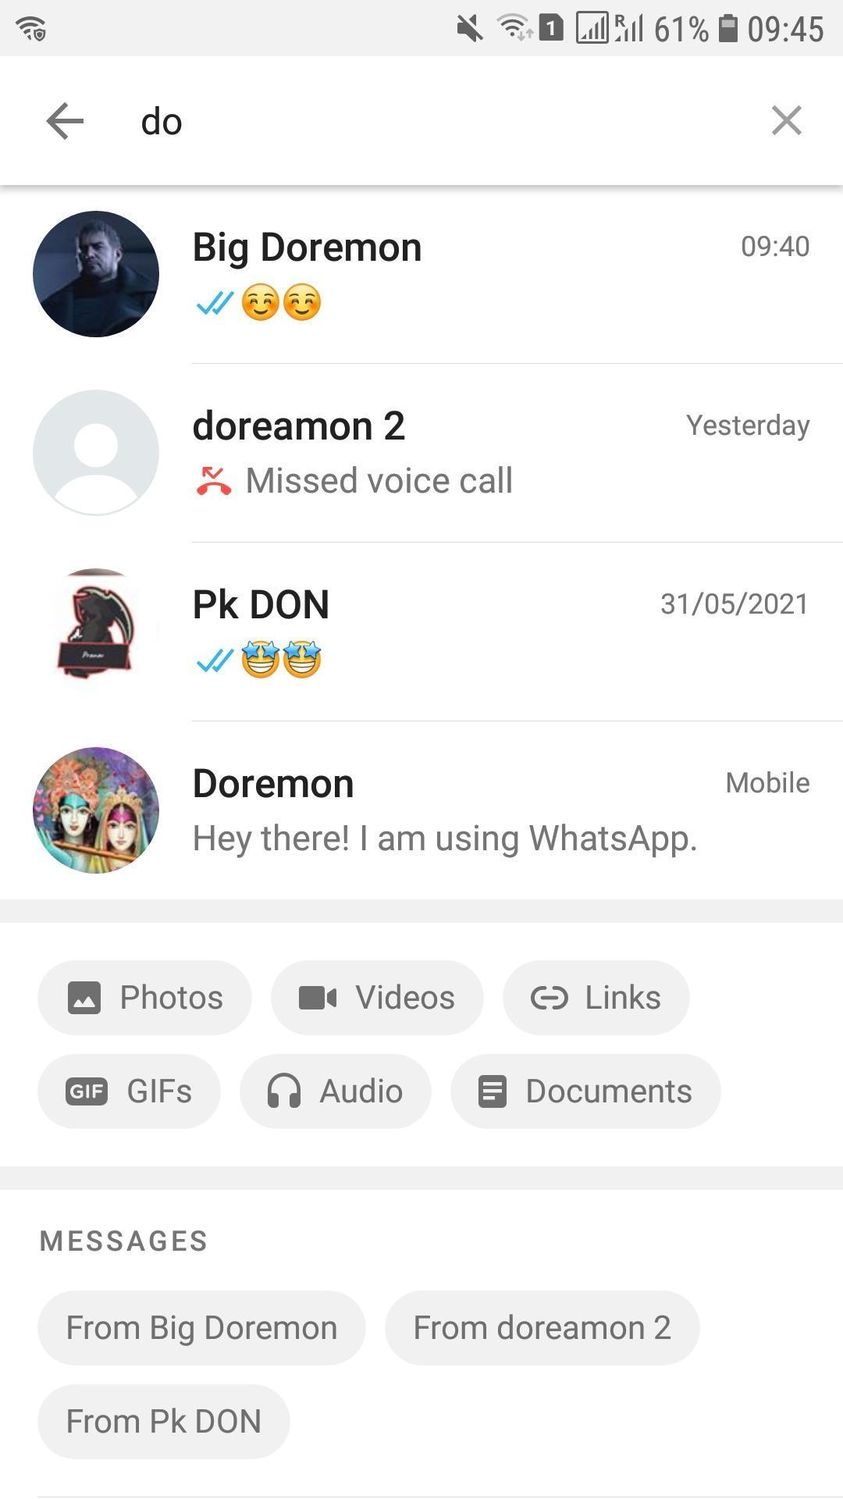 1 R 61% 09:45
do
Big Doremon 09:40
☺️☺️
doreamon 2 Yesterday
Missed voice call
Pk DON 31/05/2021
🤩🤩
Doremon Mobile
Hey there! I am using WhatsApp.
Photos Videos Links
GIF GIFs Audio Documents
MESSAGES
From Big Doremon From doreamon 2
From Pk DON